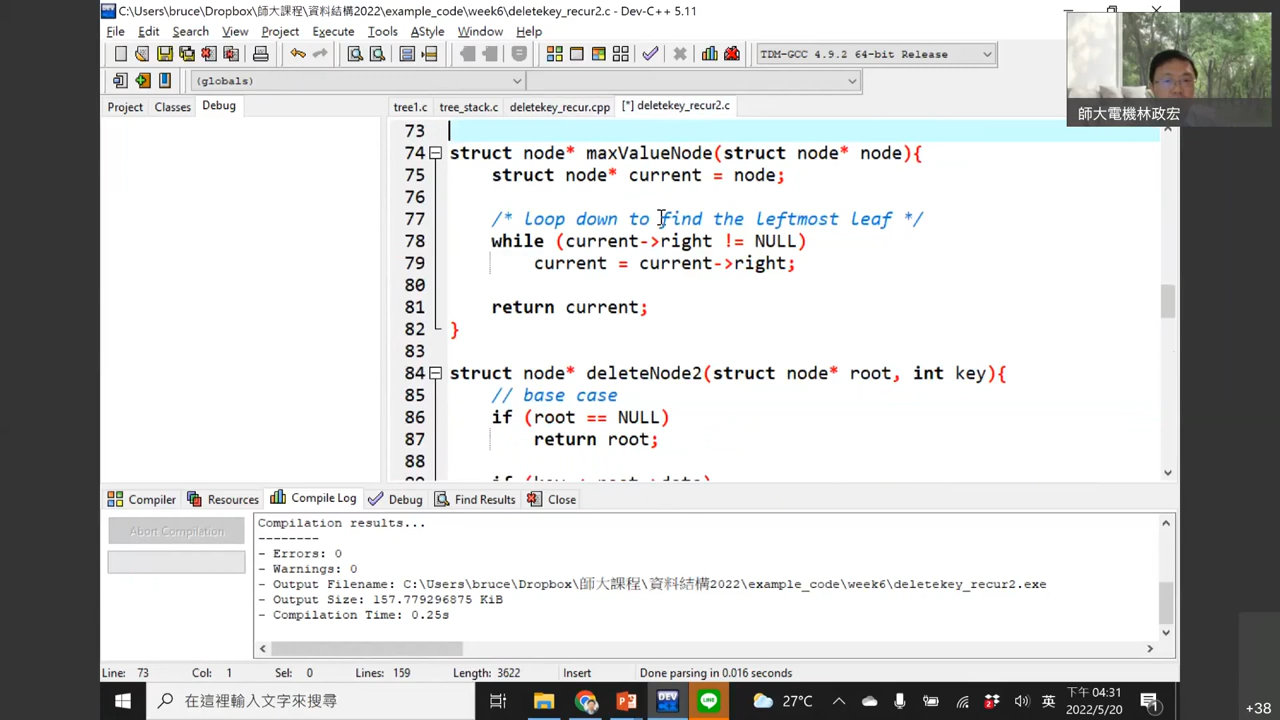 C:\Users\bruce\Dropbox\師大課程\資料結構2022\example_code\week6\deletekey_recur2.c - Dev-C++ 5.11
File Edit Search View Project Execute Tools AStyle Window Help
TDM-GCC 4.9.2 64-bit Release
(globals)
師大電機林政宏
Project Classes Debug
tree1.c tree_stack.c deletekey_recur.cpp [*] deletekey_recur2.c
73
74 struct node* maxValueNode(struct node* node){
75 struct node* current = node;
76
77 /* loop down to find the leftmost leaf */
78 while (current->right != NULL)
79 current = current->right;
80
81 return current;
82 }
83
84 struct node* deleteNode2(struct node* root, int key){
85 // base case
86 if (root == NULL)
87 return root;
88
Compiler Resources Compile Log Debug Find Results Close
Abort Compilation
Compilation results...
--------
- Errors: 0
- Warnings: 0
- Output Filename: C:\Users\bruce\Dropbox\師大課程\資料結構2022\example_code\week6\deletekey_recur2.exe
- Output Size: 157.779296875 KiB
- Compilation Time: 0.25s
Line: 73 Col: 1 Sel: 0 Lines: 159 Length: 3622 Insert Done parsing in 0.016 seconds
在這裡輸入文字來搜尋
DEV
LINE
27°C
英
下午 04:31
2022/5/20
1
+38